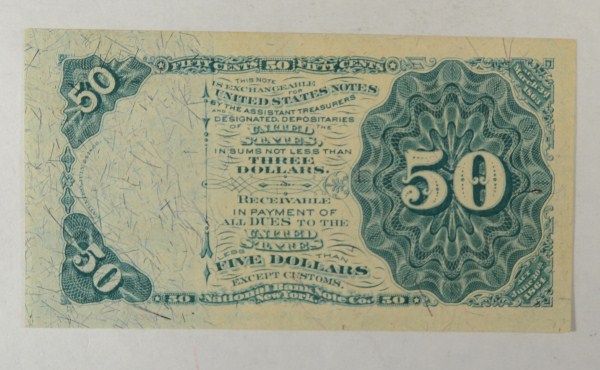 FIFTY CENTS 50 FIFTY CENTS
50
THIS NOTE
IS EXCHANGEABLE
FOR
UNITED STATES NOTES
BY THE ASSISTANT TREASURERS
AND
DESIGNATED, DEPOSITARIES
OF THE UNITED
STATES,
IN SUMS NOT LESS THAN
THREE
DOLLARS.
50
RECEIVABLE
IN PAYMENT OF
ALL DUES TO THE
UNITED
STATES
LESS THAN
FIVE DOLLARS
EXCEPT CUSTOMS.
50
50 National Bank Note Co. 50
New York.